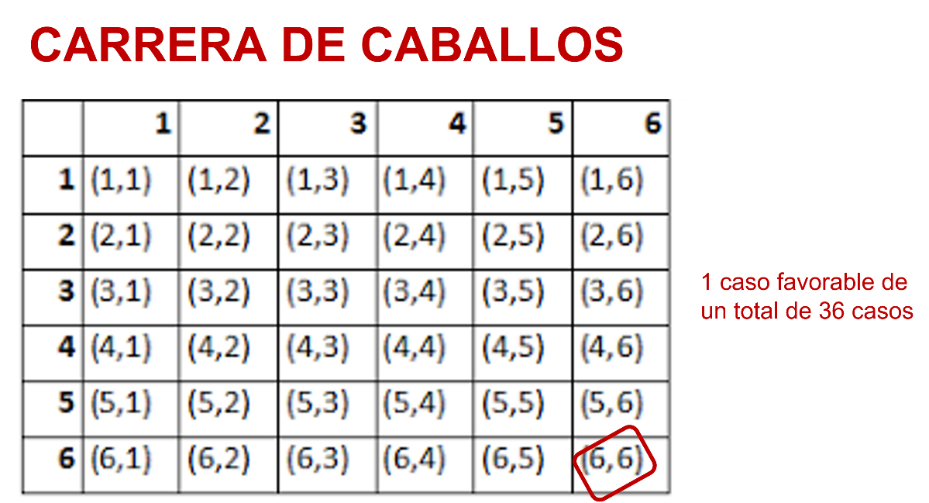 CARRERA DE CABALLOS
1 2 3 4 5 6
1 (1,1) (1,2) (1,3) (1,4) (1,5) (1,6)
2 (2,1) (2,2) (2,3) (2,4) (2,5) (2,6)
3 (3,1) (3,2) (3,3) (3,4) (3,5) (3,6)
4 (4,1) (4,2) (4,3) (4,4) (4,5) (4,6)
5 (5,1) (5,2) (5,3) (5,4) (5,5) (5,6)
6 (6,1) (6,2) (6,3) (6,4) (6,5) (6,6)
1 caso favorable de
un total de 36 casos